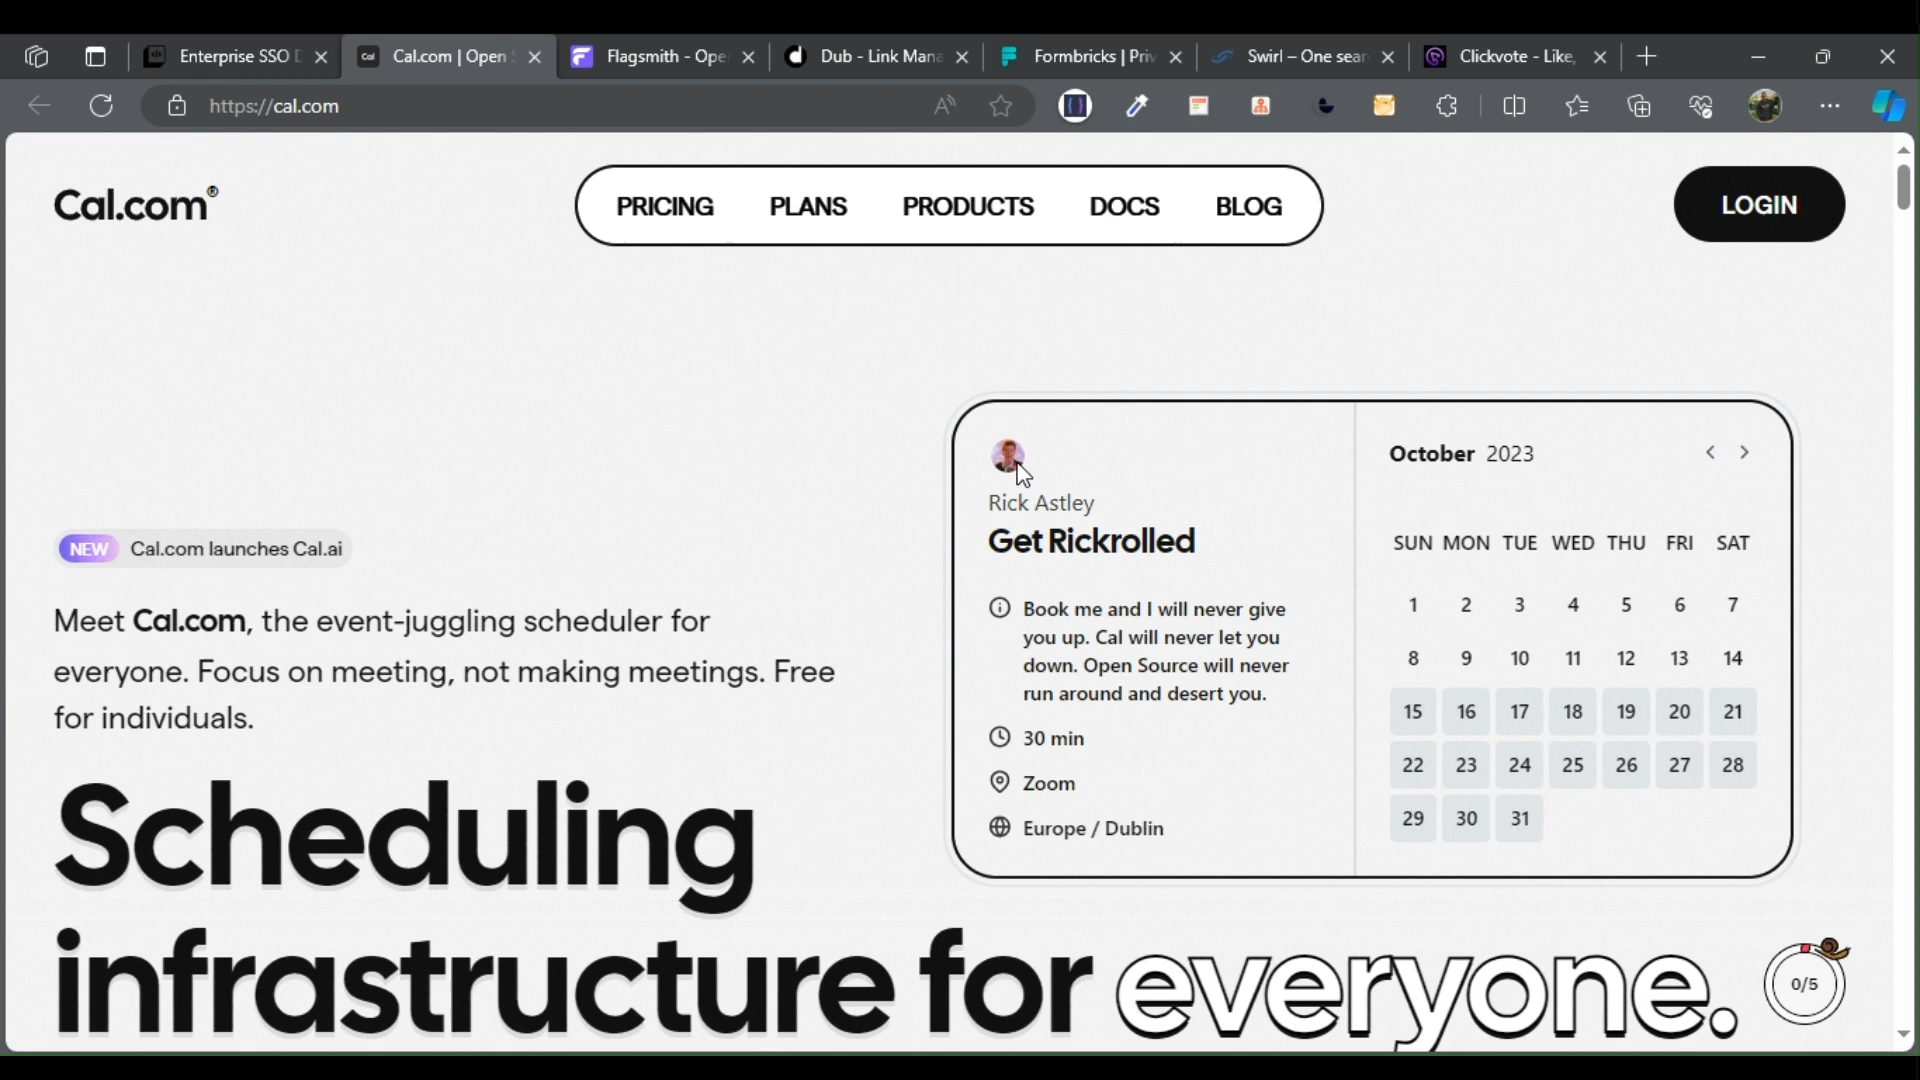 Enterprise SSO D
Cal.com | Open S
Flagsmith - Ope
Dub - Link Mana
Formbricks | Priv
Swirl – One sear
Clickvote - Like,
https://cal.com
Cal.com®
PRICING
PLANS
PRODUCTS
DOCS
BLOG
LOGIN
NEW Cal.com launches Cal.ai
Meet Cal.com, the event-juggling scheduler for
everyone. Focus on meeting, not making meetings. Free
for individuals.
Scheduling
infrastructure for everyone.
Rick Astley
Get Rickrolled
Book me and I will never give
you up. Cal will never let you
down. Open Source will never
run around and desert you.
30 min
Zoom
Europe / Dublin
October 2023
SUN MON TUE WED THU FRI SAT
1 2 3 4 5 6 7
8 9 10 11 12 13 14
15 16 17 18 19 20 21
22 23 24 25 26 27 28
29 30 31
0/5